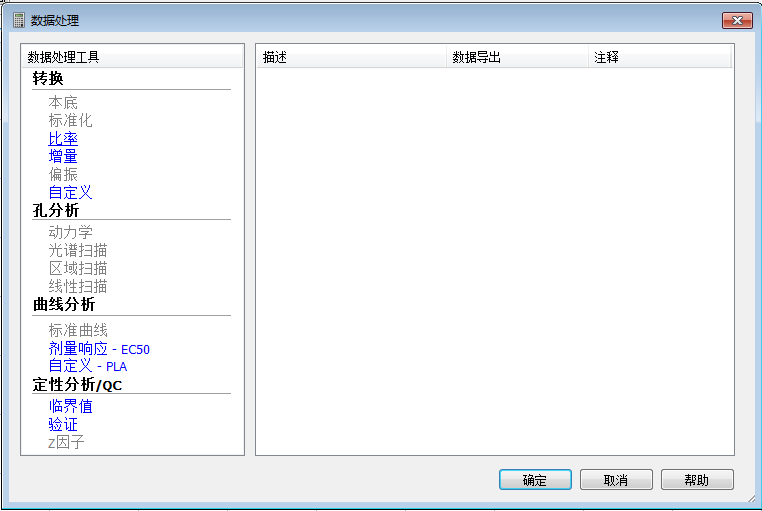 数据处理
数据处理工具
转换
本底
标准化
比率
增量
偏振
自定义
孔分析
动力学
光谱扫描
区域扫描
线性扫描
曲线分析
标准曲线
剂量响应 - EC50
自定义 - PLA
定性分析/QC
临界值
验证
z因子
描述 数据导出 注释
确定 取消 帮助